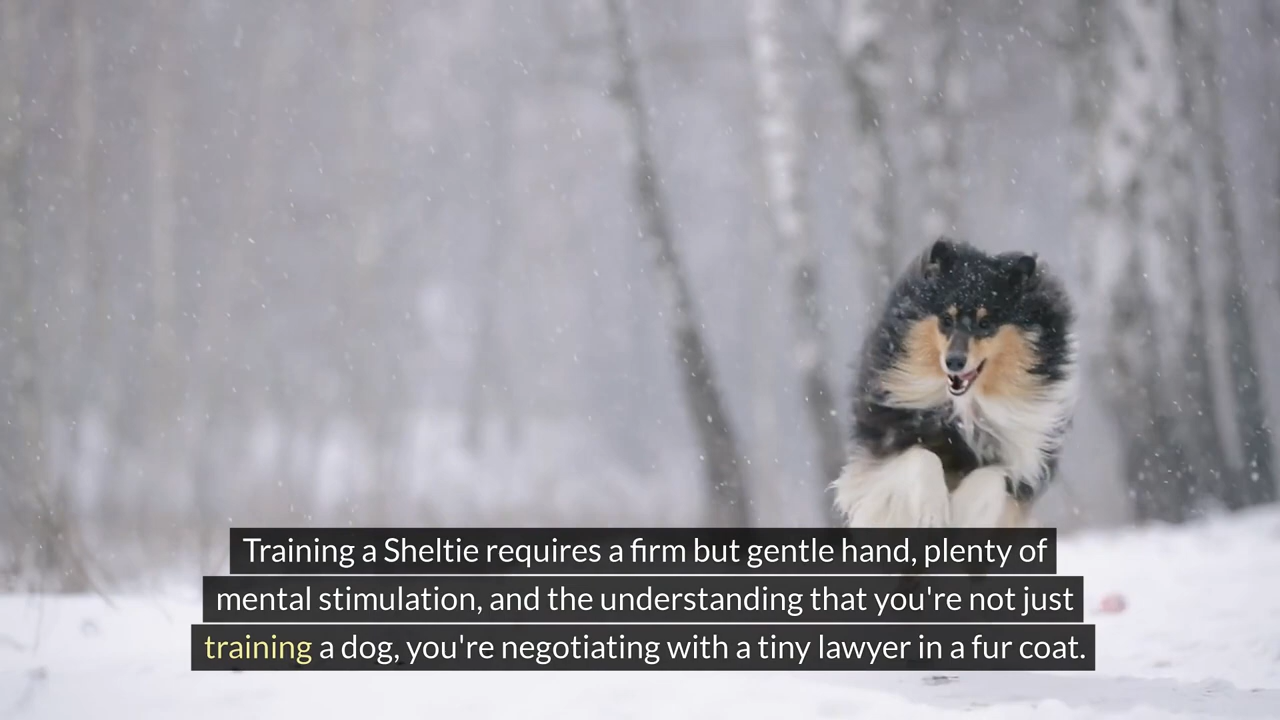 Training a Sheltie requires a firm but gentle hand, plenty of
mental stimulation, and the understanding that you're not just
training a dog, you're negotiating with a tiny lawyer in a fur coat.